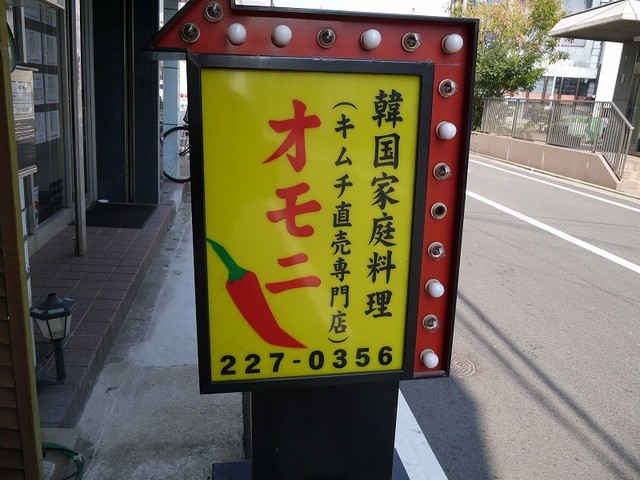 韓国家庭料理
(キムチ直売専門店)
オモニ
227-0356